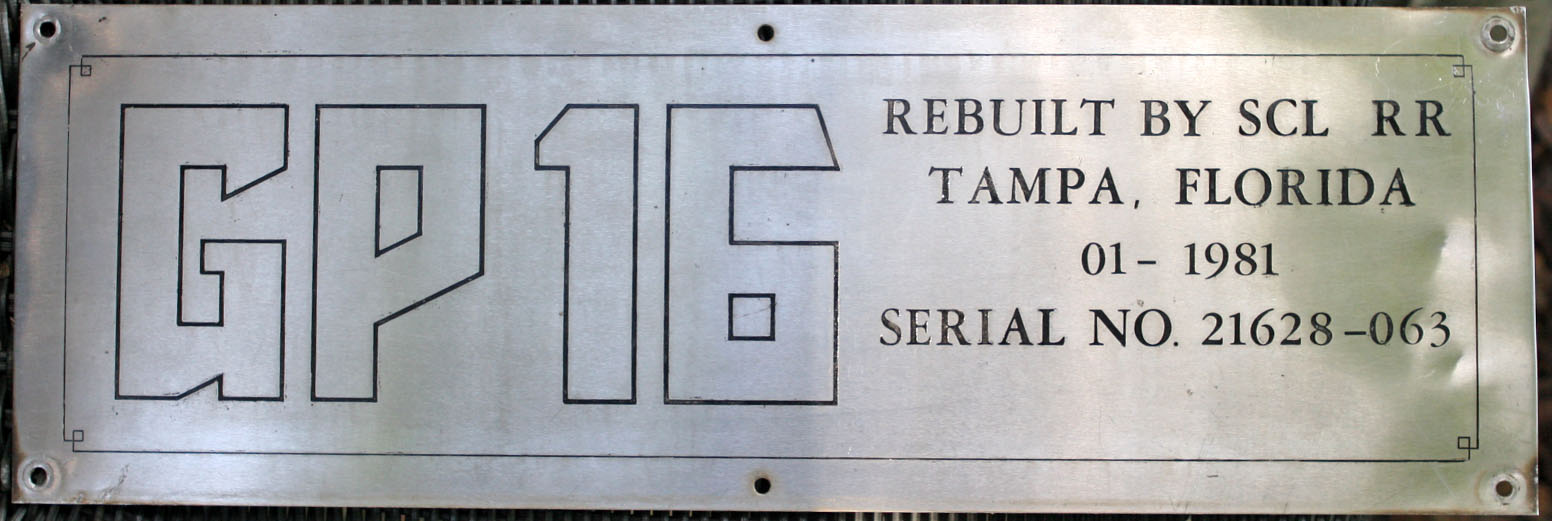 GP16
REBUILT BY SCL RR
TAMPA, FLORIDA
01- 1981
SERIAL NO. 21628-063